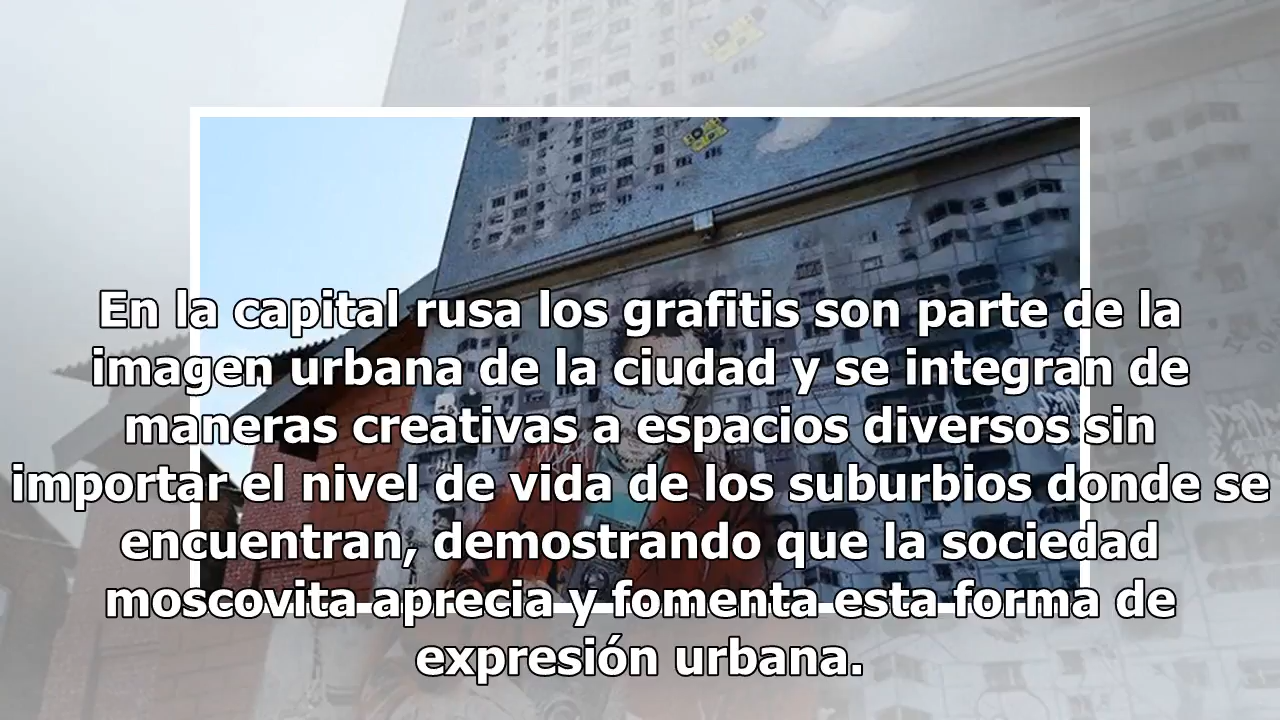 En la capital rusa los grafitis son parte de la
imagen urbana de la ciudad y se integran de
maneras creativas a espacios diversos sin
importar el nivel de vida de los suburbios donde se
encuentran, demostrando que la sociedad
moscovita aprecia y fomenta esta forma de
expresión urbana.